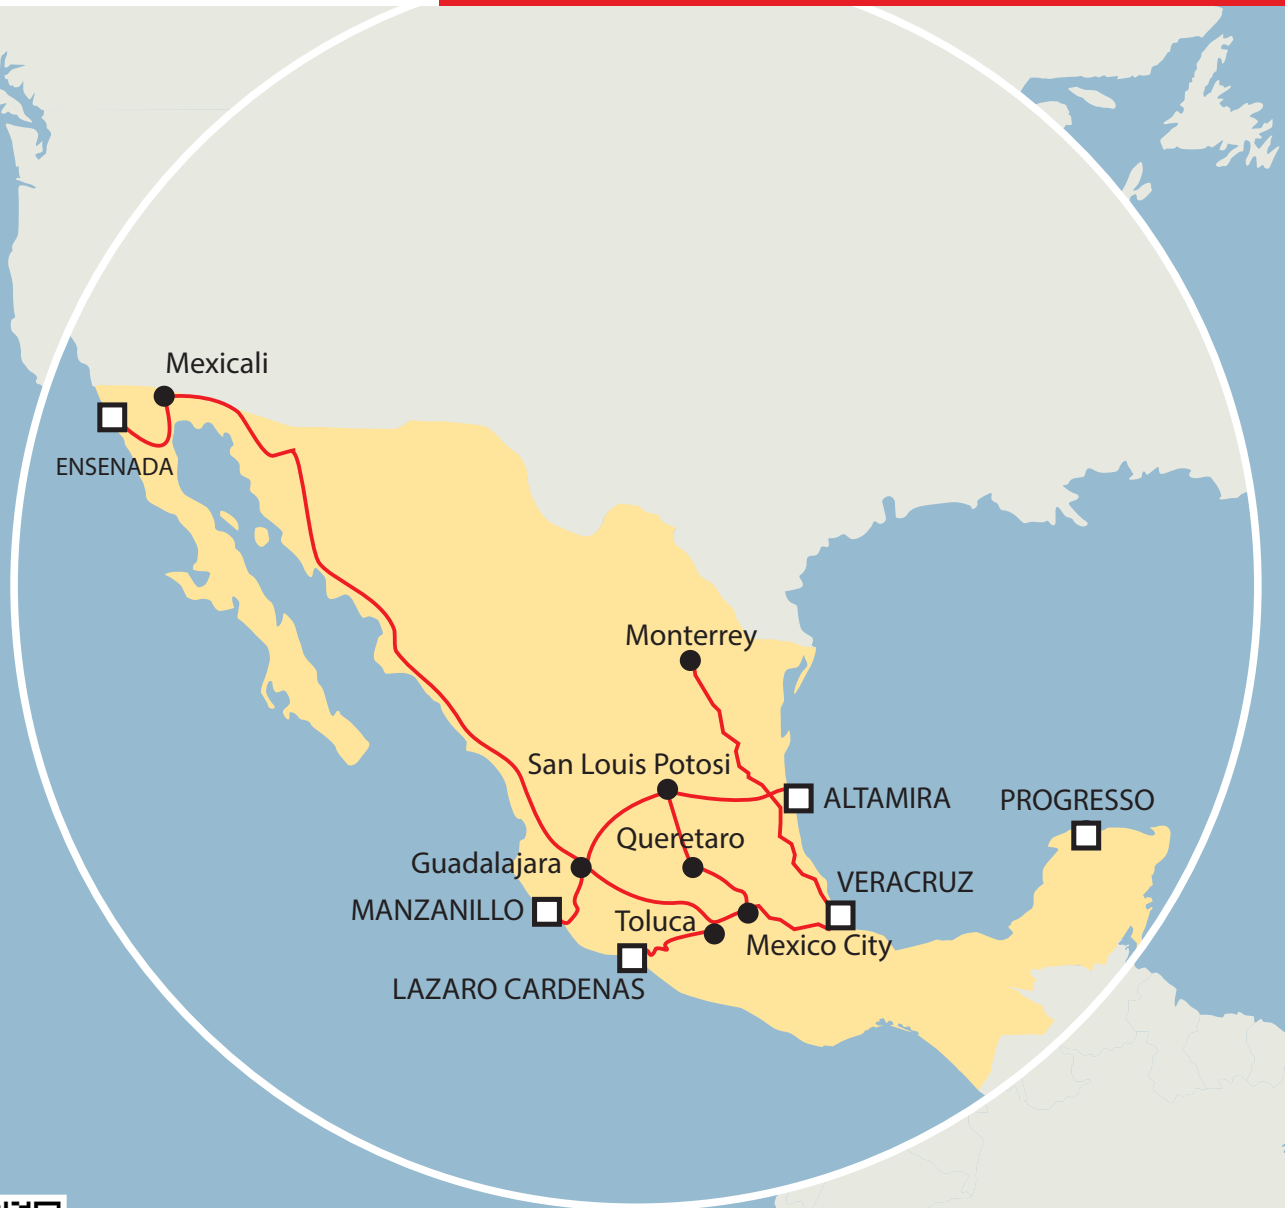 Mexicali
ENSENADA
Monterrey
San Louis Potosi
ALTAMIRA
PROGRESSO
Queretaro
Guadalajara
VERACRUZ
MANZANILLO
Toluca
Mexico City
LAZARO CARDENAS